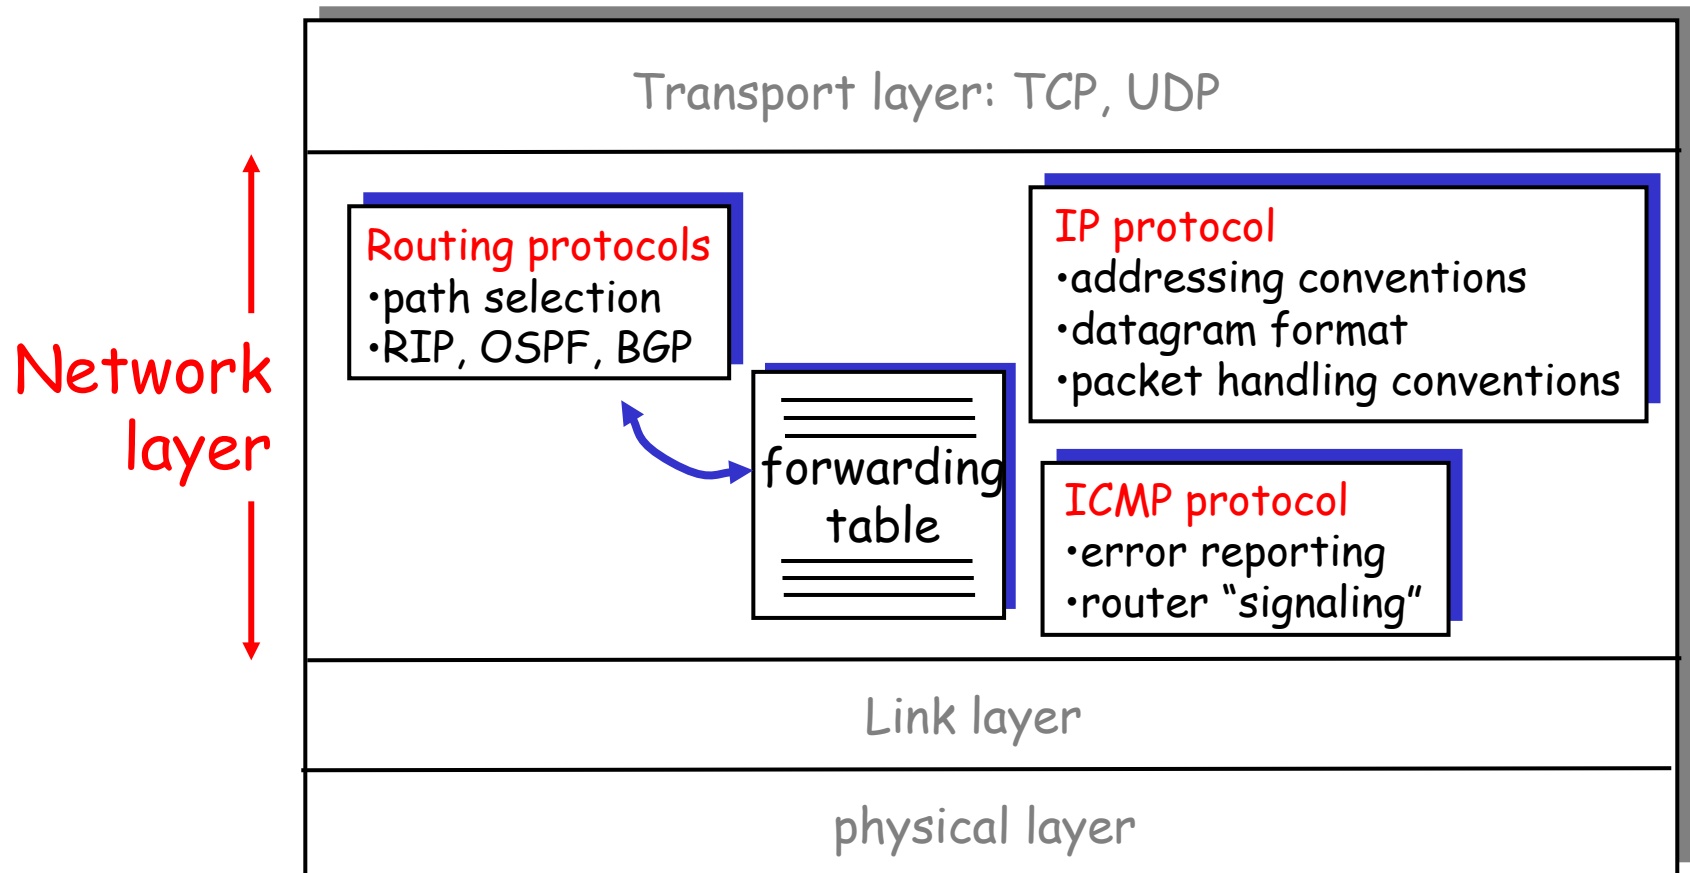 Transport layer: TCP, UDP
Network
layer
Routing protocols
•path selection
•RIP, OSPF, BGP
forwarding
table
IP protocol
•addressing conventions
•datagram format
•packet handling conventions
ICMP protocol
•error reporting
•router “signaling”
Link layer
physical layer